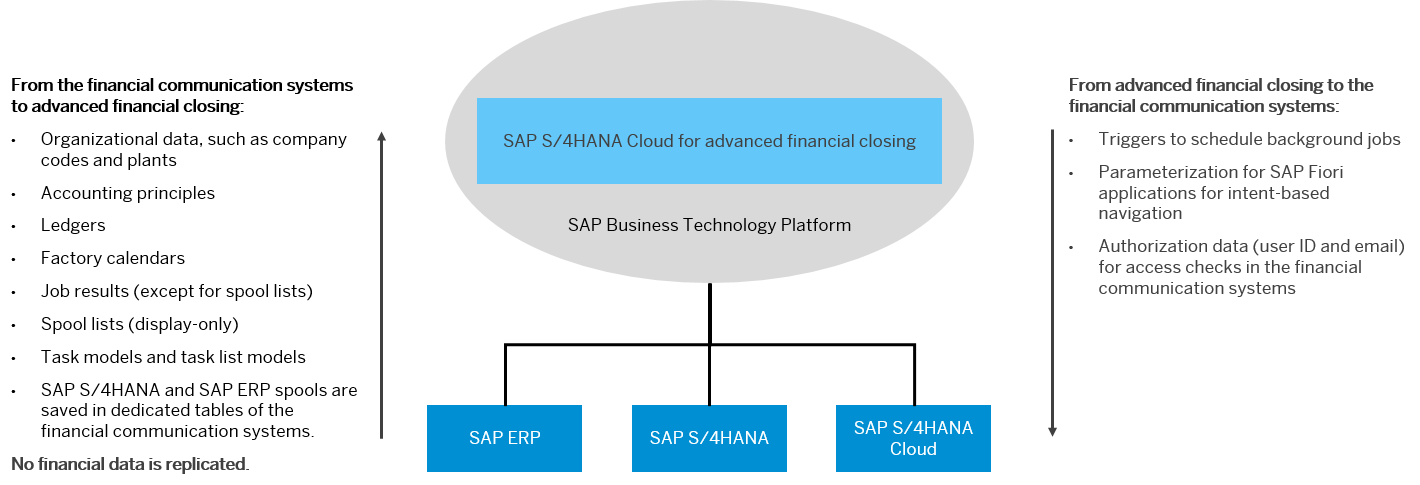 From the financial communication systems
to advanced financial closing:
• Organizational data, such as company
codes and plants
• Accounting principles
• Ledgers
• Factory calendars
• Job results (except for spool lists)
• Spool lists (display-only)
• Task models and task list models
• SAP S/4HANA and SAP ERP spools are
saved in dedicated tables of the
financial communication systems.
No financial data is replicated.
SAP S/4HANA Cloud for advanced financial closing
SAP Business Technology Platform
SAP ERP
SAP S/4HANA
SAP S/4HANA
Cloud
From advanced financial closing to the
financial communication systems:
• Triggers to schedule background jobs
• Parameterization for SAP Fiori
applications for intent-based
navigation
• Authorization data (user ID and email)
for access checks in the financial
communication systems